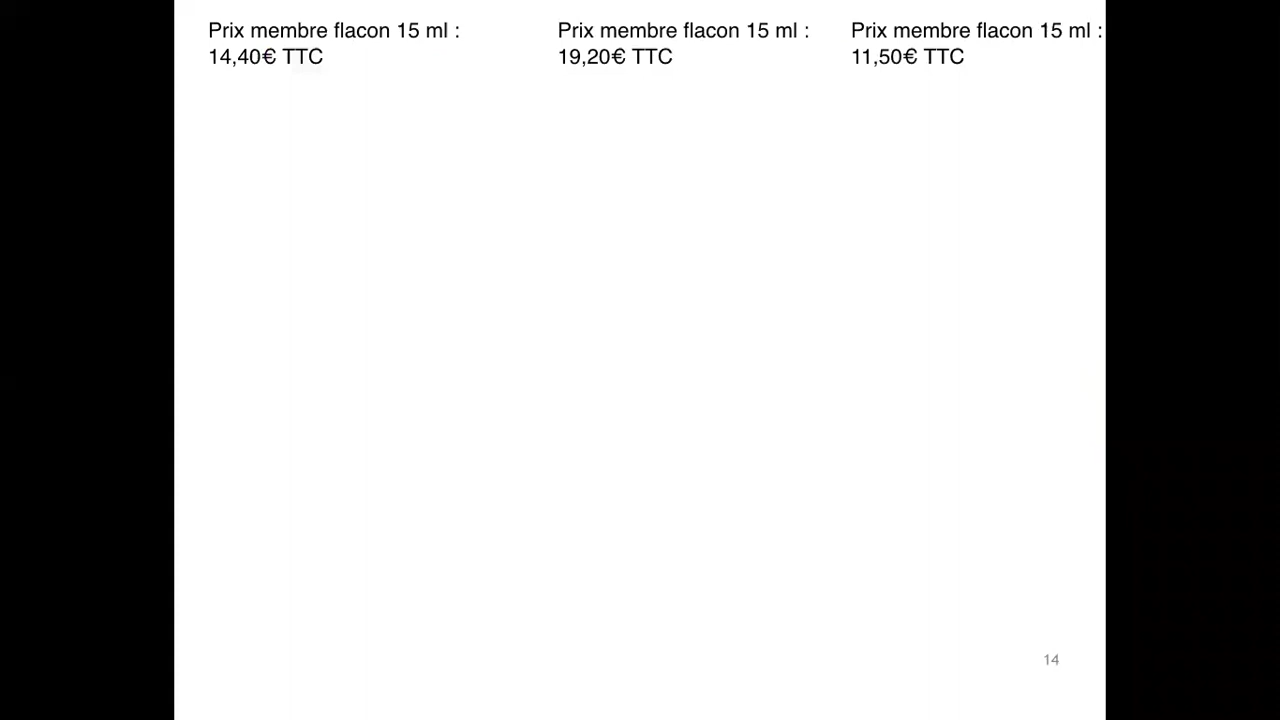 Prix membre flacon 15 ml :
14,40€ TTC
Prix membre flacon 15 ml :
19,20€ TTC
Prix membre flacon 15 ml :
11,50€ TTC
14